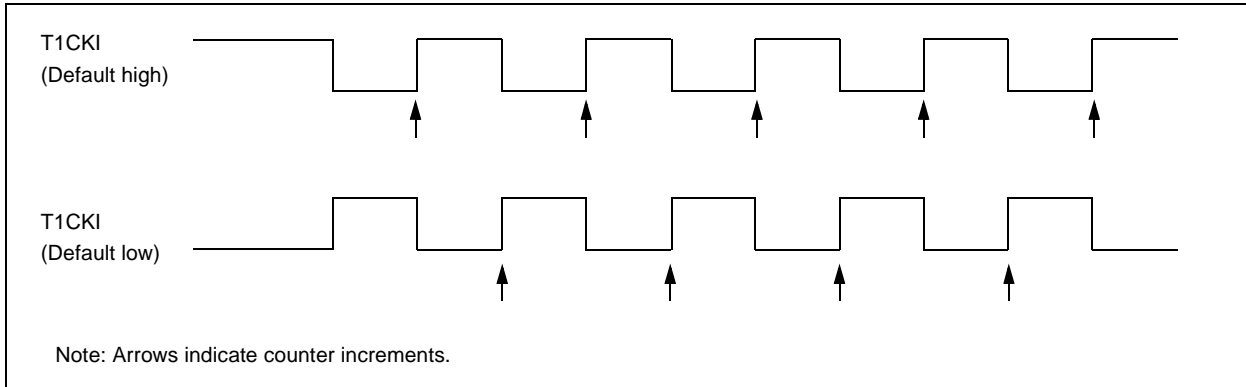 T1CKI
(Default high)
T1CKI
(Default low)
Note: Arrows indicate counter increments.